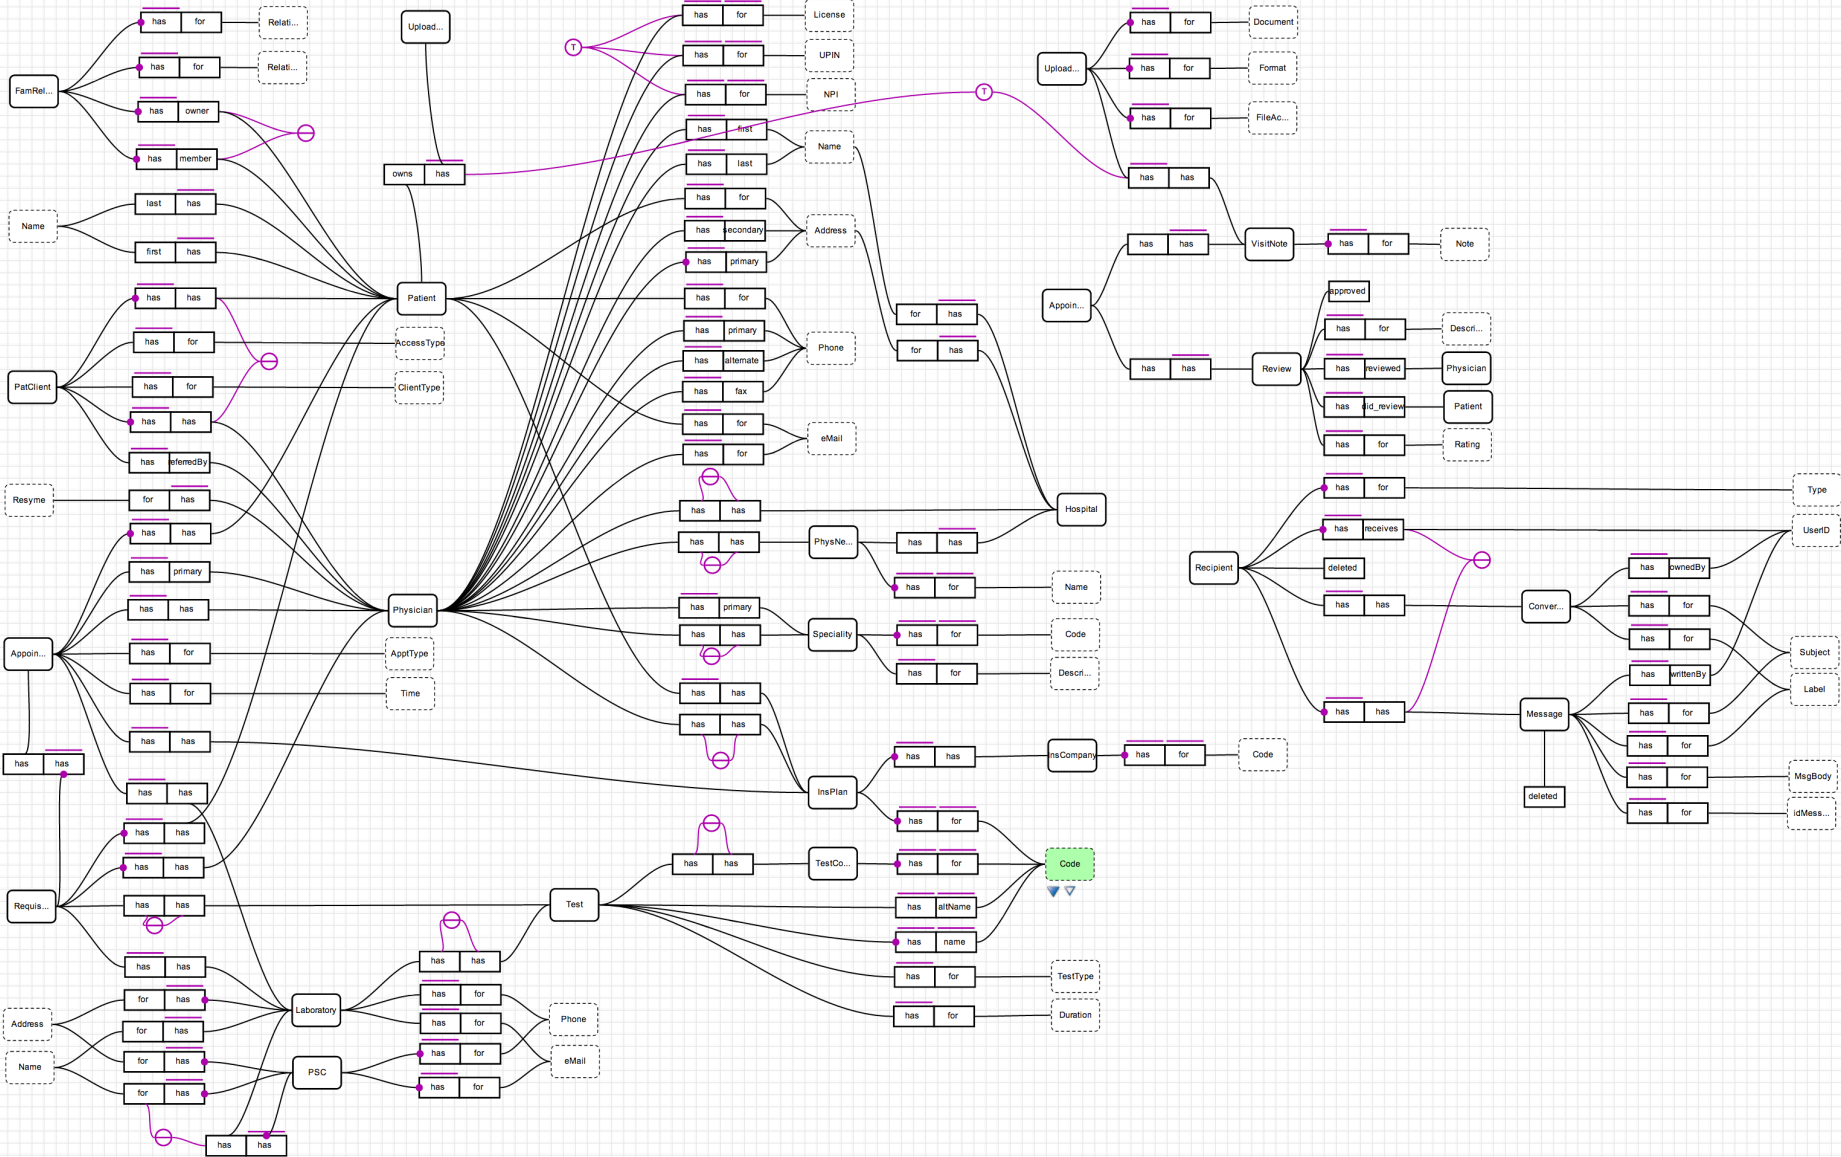 has for Relati...
Upload...
has for License
has for Document
has for UPIN
has for Relati...
Upload...
has for Format
FamRel...
T
has for NPI
T
has owner
has for FileAc...
has first
has member
has last
Name
owns has
has has
last has
has for
Name
has secondary
Address
first has
has primary
has has
VisitNote
has for
Note
has has
Patient
has for
approved
Appoin...
for has
has for
AccessType
has primary
Phone
has for
Descri...
for has
has alternate
has has
Review
has reviewed
Physician
PatClient
has for
ClientType
has fax
has did_review
Patient
has has
has for
eMail
has for
Rating
has referredBy
has for
Resyme
for has
has has
Hospital
has for
Type
has has
has has
PhysNe...
has has
has receives
UserID
has primary
has for
Name
Recipient
deleted
has ownedBy
has has
Physician
has primary
has has
Conver...
has for
has has
Speciality
has for
Code
has for
Appoin...
has for
ApptType
has for
Descri...
Subject
has written By
has for
Time
has has
Label
has has
Message
has for
has has
has has
has for
has has
has has
nsCompany
has for
Code
has for
MsgBody
has has
InsPlan
deleted
has for
idMess...
has has
has for
has has
has has
TestCo...
has for
Code
Requis...
has has
Test
has altName
has name
has has
has has
has for
TestType
for has
has for
Address
Laboratory
has for
Phone
has for
Duration
for has
Name
for has
has for
eMail
PSC
for has
has for
has has